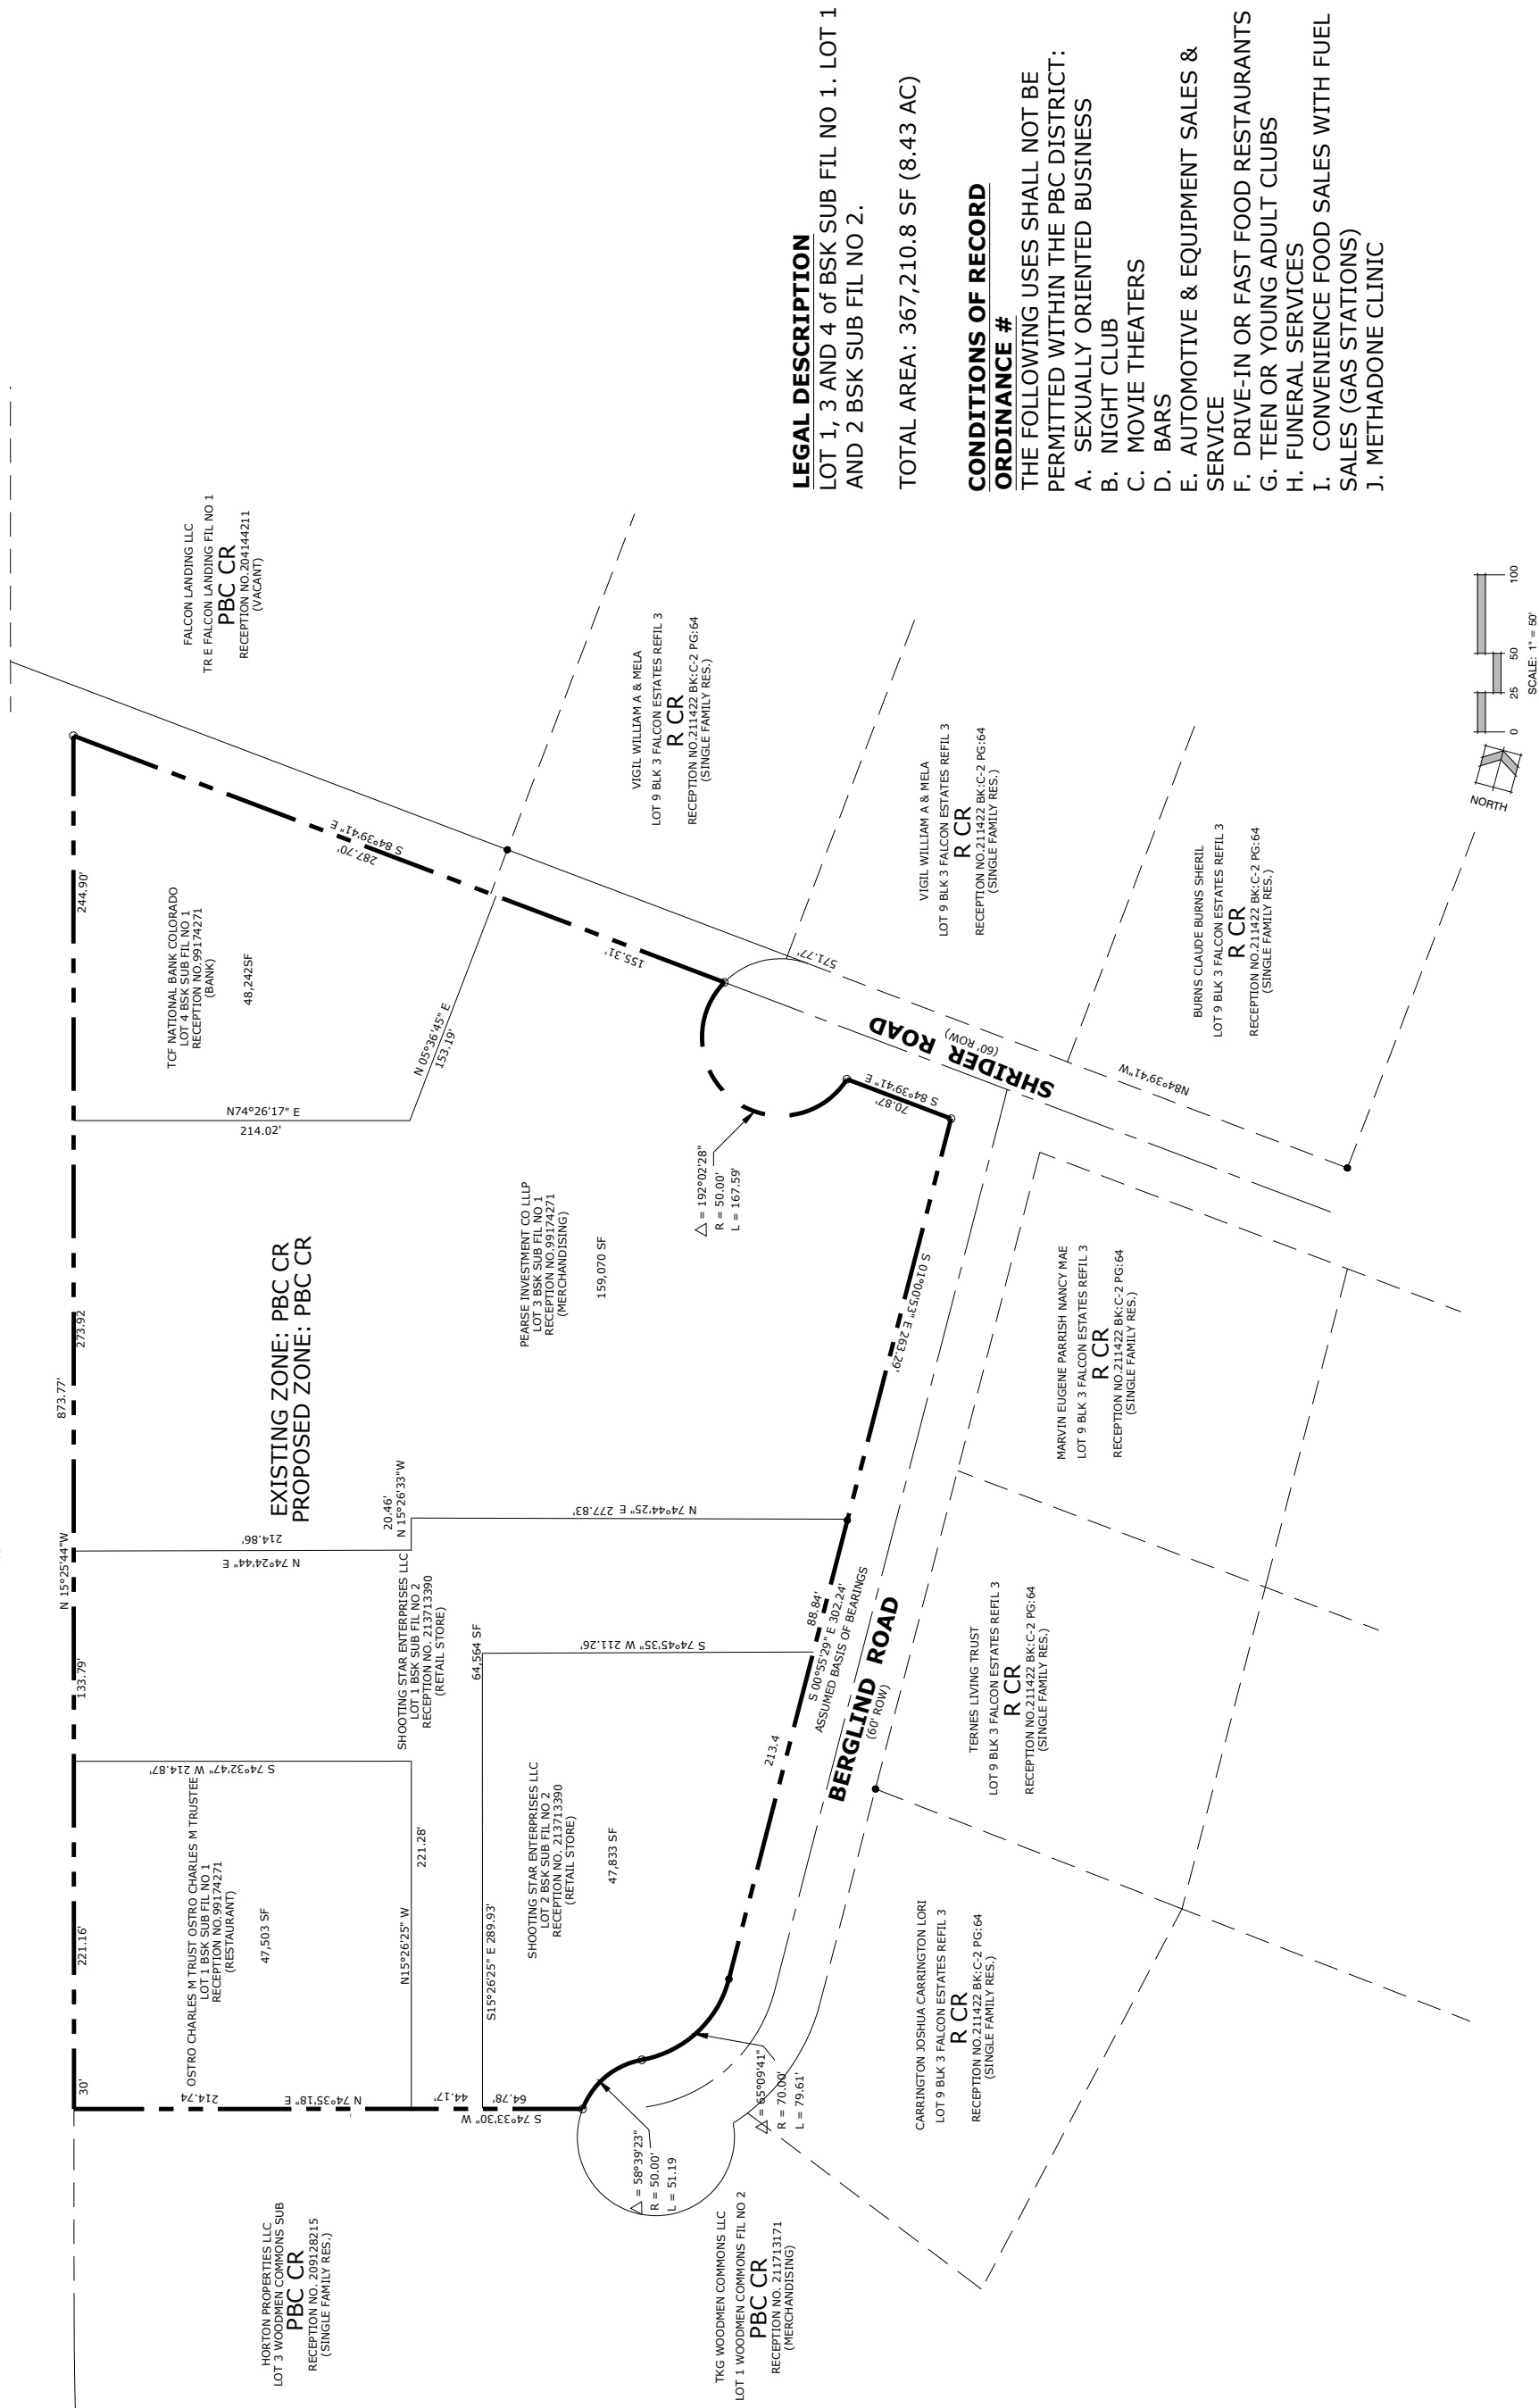 HORTON PROPERTIES LLC
LOT 3 WOODMEN COMMONS SUB
PBC CR
RECEPTION NO. 209128215
(SINGLE FAMILY RES.)
TKG WOODMEN COMMONS LLC
LOT 1 WOODMEN COMMONS FIL NO 2
PBC CR
RECEPTION NO. 211713171
(MERCHANDISING)
30'
221.16'
133.79'
N 15°25'44"W
873.77'
273.92
244.90'
214.74
N 74°35'18" E
44.17'
64.78'
S 74°33'30" W
OSTRO CHARLES M TRUST OSTRO CHARLES M TRUSTEE
LOT 1 BSK SUB FIL NO 1
RECEPTION NO.99174271
(RESTAURANT)
47,503 SF
S 74°32'47" W 214.87'
N15°26'25" W
221.28'
SHOOTING STAR ENTERPRISES LLC
LOT 1 BSK SUB FIL NO 2
RECEPTION NO. 213713390
(RETAIL STORE)
64,564 SF
214.86'
N 74°24'44" E
20.46'
N 15°26'33"W
N 74°44'25" E 277.83'
S 74°45'35" W 211.26'
S15°26'25" E 289.93'
SHOOTING STAR ENTERPRISES LLC
LOT 2 BSK SUB FIL NO 2
RECEPTION NO. 213713390
(RETAIL STORE)
47,833 SF
EXISTING ZONE: PBC CR
PROPOSED ZONE: PBC CR
PEARSE INVESTMENT CO LLLP
LOT 3 BSK SUB FIL NO 1
RECEPTION NO.99174271
(MERCHANDISING)
159,070 SF
N74°26'17" E
214.02'
N 05°36'45" E
153.19'
TCF NATIONAL BANK COLORADO
LOT 4 BSK SUB FIL NO 1
RECEPTION NO.99174271
(BANK)
48,242SF
S 84°39'41" E
287.70'
155.31'
571.77'
△ = 192°02'28"
R = 50.00'
L = 167.59'
S 84°39'41" E
70.87'
S 01°00'53" E 263.29'
88.84'
S 00°55'29" E 302.24'
ASSUMED BASIS OF BEARINGS
213.4
△ = 58°39'23"
R = 50.00'
L = 51.19
△ = 65°09'41"
R = 70.00'
L = 79.61'
BERGLIND ROAD
(60' ROW)
SHRIDER ROAD
(60' ROW)
N84°39'41"W
FALCON LANDING LLC
TR E FALCON LANDING FIL NO 1
PBC CR
RECEPTION NO.204144211
(VACANT)
VIGIL WILLIAM A & MELA
LOT 9 BLK 3 FALCON ESTATES REFIL 3
R CR
RECEPTION NO.211422 BK:C-2 PG:64
(SINGLE FAMILY RES.)
VIGIL WILLIAM A & MELA
LOT 9 BLK 3 FALCON ESTATES REFIL 3
R CR
RECEPTION NO.211422 BK:C-2 PG:64
(SINGLE FAMILY RES.)
BURNS CLAUDE BURNS SHERIL
LOT 9 BLK 3 FALCON ESTATES REFIL 3
R CR
RECEPTION NO.211422 BK:C-2 PG:64
(SINGLE FAMILY RES.)
MARVIN EUGENE PARRISH NANCY MAE
LOT 9 BLK 3 FALCON ESTATES REFIL 3
R CR
RECEPTION NO.211422 BK:C-2 PG:64
(SINGLE FAMILY RES.)
TERNES LIVING TRUST
LOT 9 BLK 3 FALCON ESTATES REFIL 3
R CR
RECEPTION NO.211422 BK:C-2 PG:64
(SINGLE FAMILY RES.)
CARRINGTON JOSHUA CARRINGTON LORI
LOT 9 BLK 3 FALCON ESTATES REFIL 3
R CR
RECEPTION NO.211422 BK:C-2 PG:64
(SINGLE FAMILY RES.)
LEGAL DESCRIPTION
LOT 1, 3 AND 4 of BSK SUB FIL NO 1. LOT 1
AND 2 BSK SUB FIL NO 2.
TOTAL AREA: 367,210.8 SF (8.43 AC)
CONDITIONS OF RECORD
ORDINANCE #
THE FOLLOWING USES SHALL NOT BE
PERMITTED WITHIN THE PBC DISTRICT:
A. SEXUALLY ORIENTED BUSINESS
B. NIGHT CLUB
C. MOVIE THEATERS
D. BARS
E. AUTOMOTIVE & EQUIPMENT SALES &
SERVICE
F. DRIVE-IN OR FAST FOOD RESTAURANTS
G. TEEN OR YOUNG ADULT CLUBS
H. FUNERAL SERVICES
I. CONVENIENCE FOOD SALES WITH FUEL
SALES (GAS STATIONS)
J. METHADONE CLINIC
NORTH
0 25 50 100
SCALE: 1" = 50'